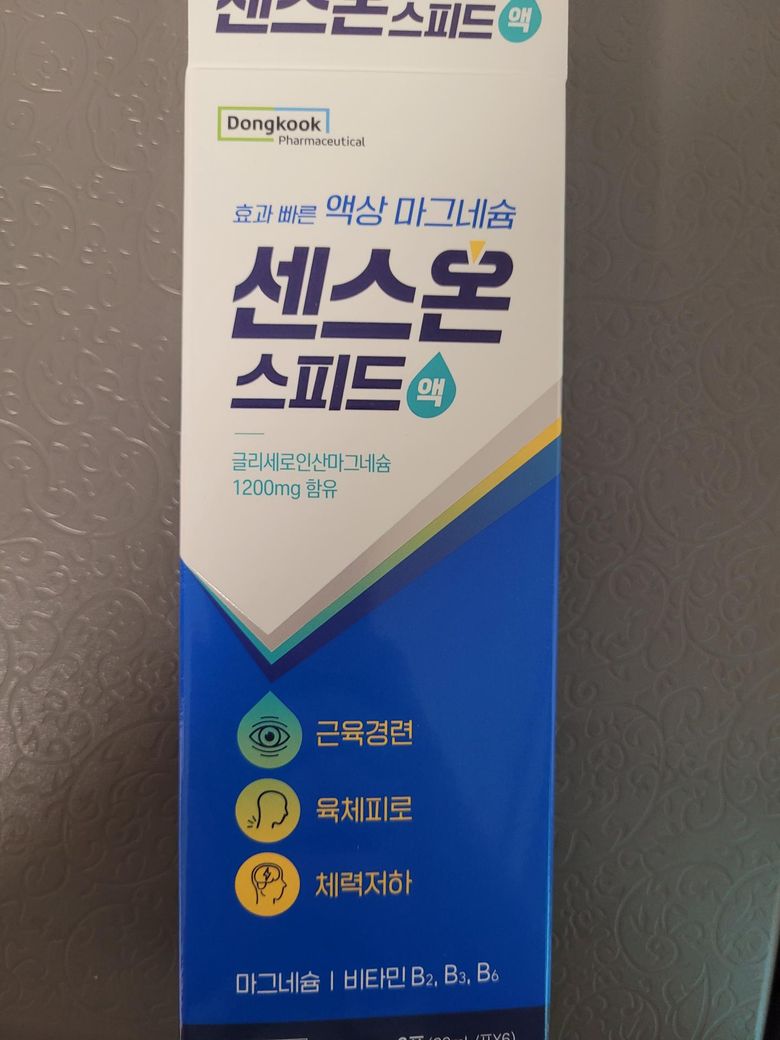 센스온 스피드 액
Dongkook
Pharmaceutical
효과 빠른 액상 마그네슘
센스온
스피드 액
글리세로인산마그네슘
1200mg 함유
근육경련
육체피로
체력저하
마그네슘 | 비타민 B2, B3, B6